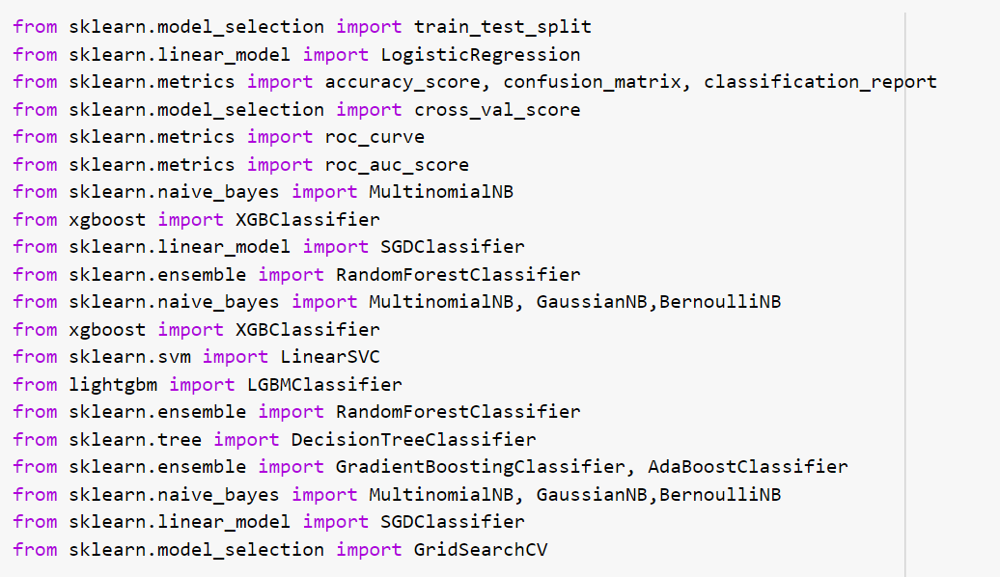 from sklearn.model_selection import train_test_split
from sklearn.linear_model import LogisticRegression
from sklearn.metrics import accuracy_score, confusion_matrix, classification_report
from sklearn.model_selection import cross_val_score
from sklearn.metrics import roc_curve
from sklearn.metrics import roc_auc_score
from sklearn.naive_bayes import MultinomialNB
from xgboost import XGBClassifier
from sklearn.linear_model import SGDClassifier
from sklearn.ensemble import RandomForestClassifier
from sklearn.naive_bayes import MultinomialNB, GaussianNB,BernoulliNB
from xgboost import XGBClassifier
from sklearn.svm import LinearSVC
from lightgbm import LGBMClassifier
from sklearn.ensemble import RandomForestClassifier
from sklearn.tree import DecisionTreeClassifier
from sklearn.ensemble import GradientBoostingClassifier, AdaBoostClassifier
from sklearn.naive_bayes import MultinomialNB, GaussianNB,BernoulliNB
from sklearn.linear_model import SGDClassifier
from sklearn.model_selection import GridSearchCV